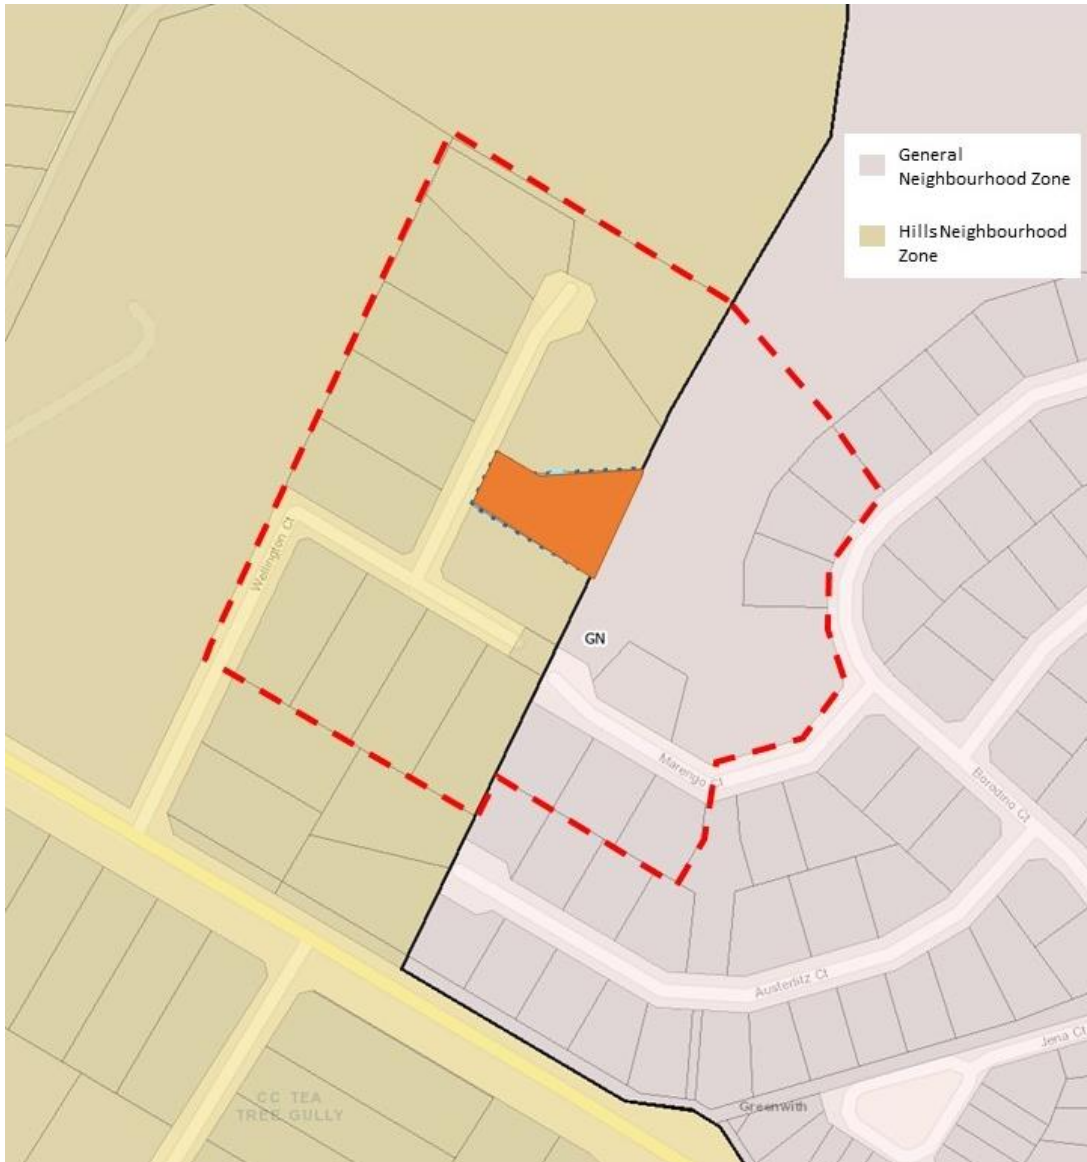 General
Neighbourhood Zone
Hills Neighbourhood
Zone
Wellington Ct
GN
Marengo Ct
Borodino Ct
Austerlitz Ct
Jena Ct
CC TEA
TREE GULLY
Greenwith